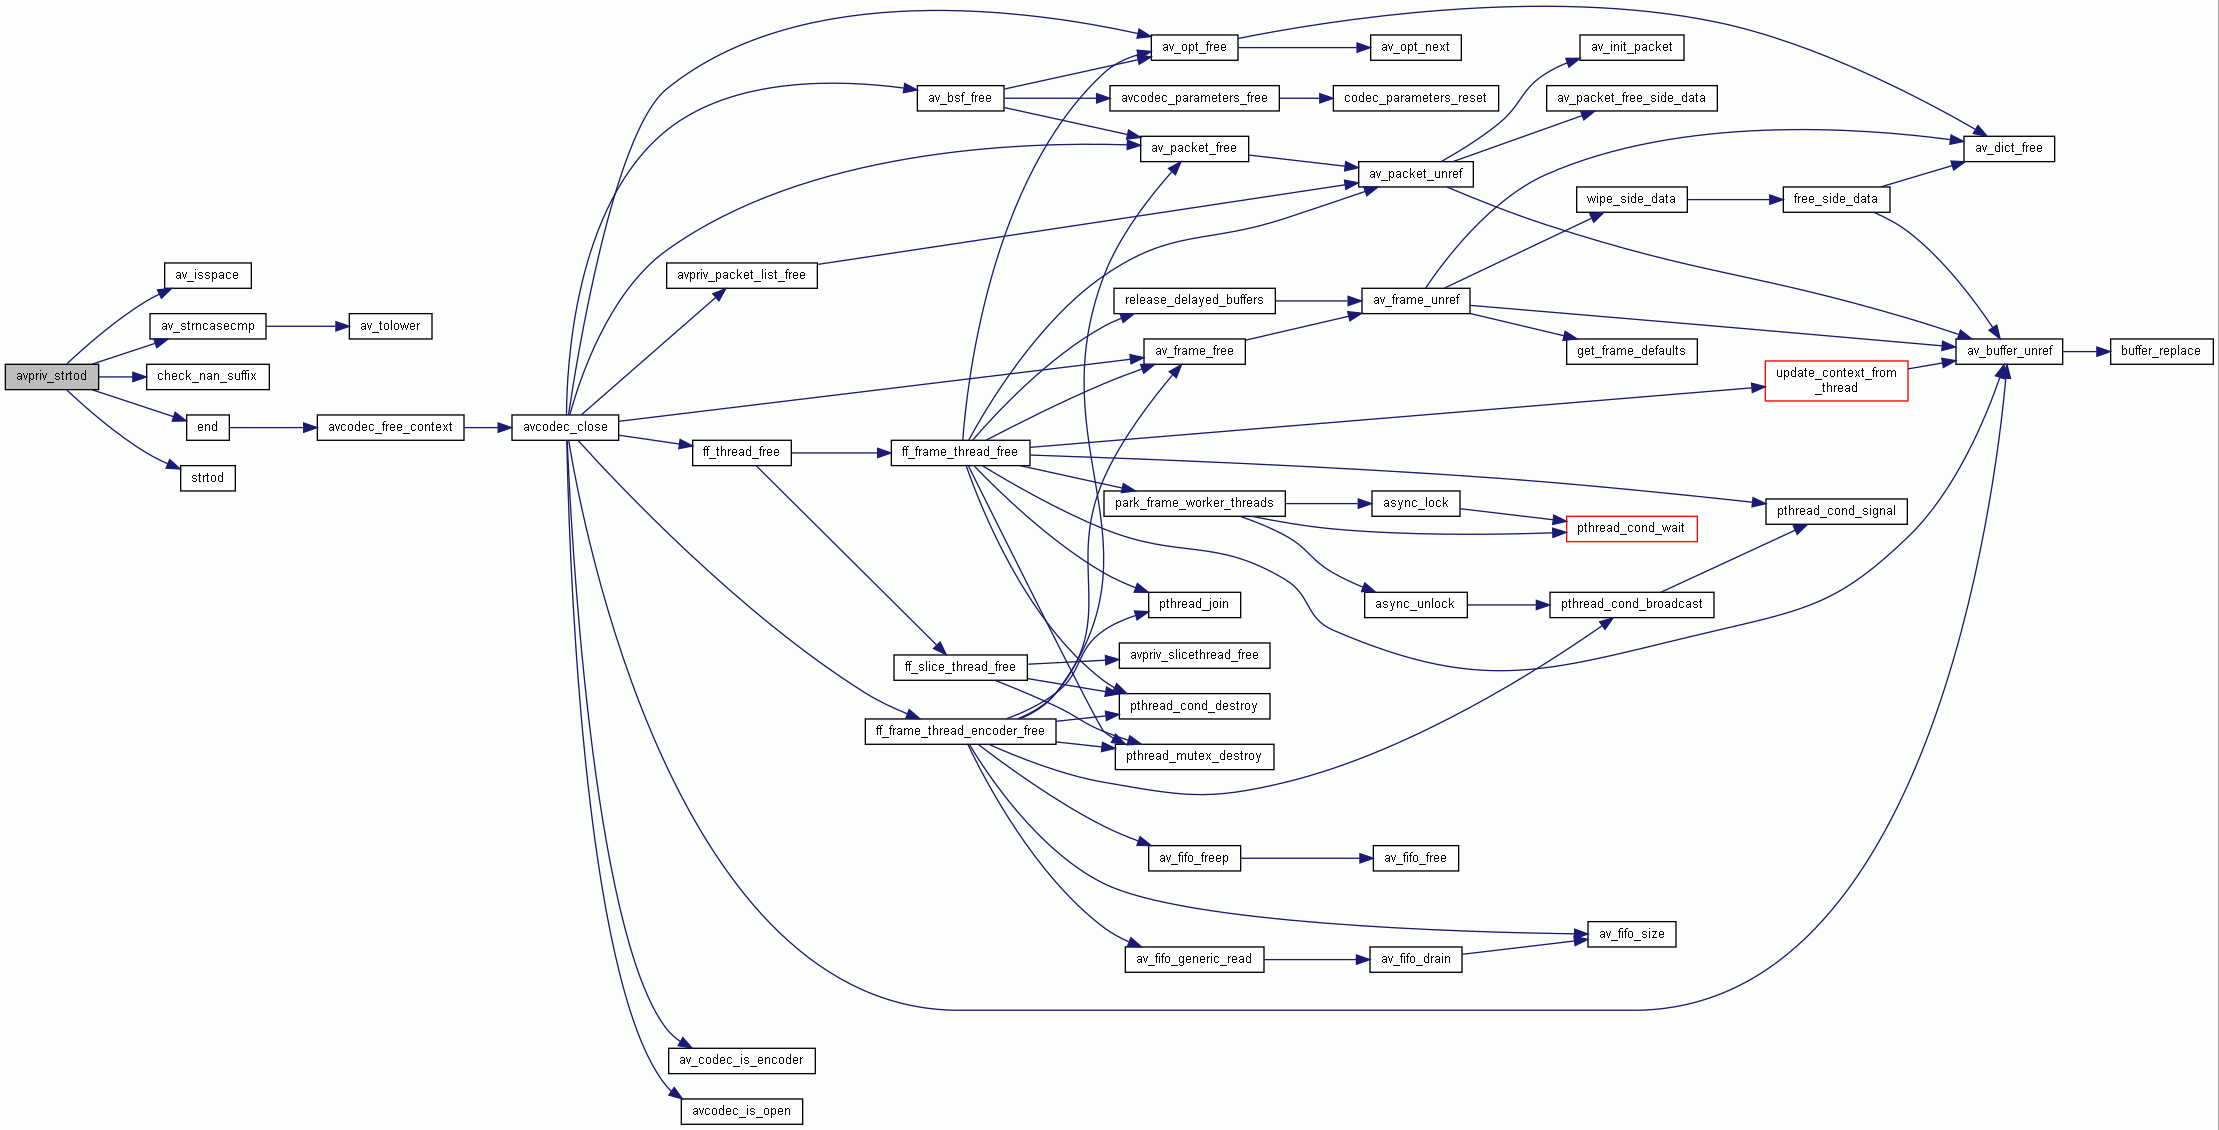 av_opt_free
av_opt_next
av_init_packet
av_bsf_free
avcodec_parameters_free
codec_parameters_reset
av_packet_free_side_data
av_packet_free
av_dict_free
av_packet_unref
wipe_side_data
free_side_data
av_isspace
avpriv_packet_list_free
release_delayed_buffers
av_frame_unref
av_strncasecmp
av_tolower
av_frame_free
get_frame_defaults
av_buffer_unref
buffer_replace
avpriv_strtod
check_nan_suffix
update_context_from
_thread
end
avcodec_free_context
avcodec_close
ff_thread_free
ff_frame_thread_free
strtod
park_frame_worker_threads
async_lock
pthread_cond_signal
pthread_cond_wait
pthread_join
async_unlock
pthread_cond_broadcast
ff_slice_thread_free
avpriv_slicethread_free
pthread_cond_destroy
ff_frame_thread_encoder_free
pthread_mutex_destroy
av_fifo_freep
av_fifo_free
av_fifo_size
av_fifo_generic_read
av_fifo_drain
av_codec_is_encoder
avcodec_is_open